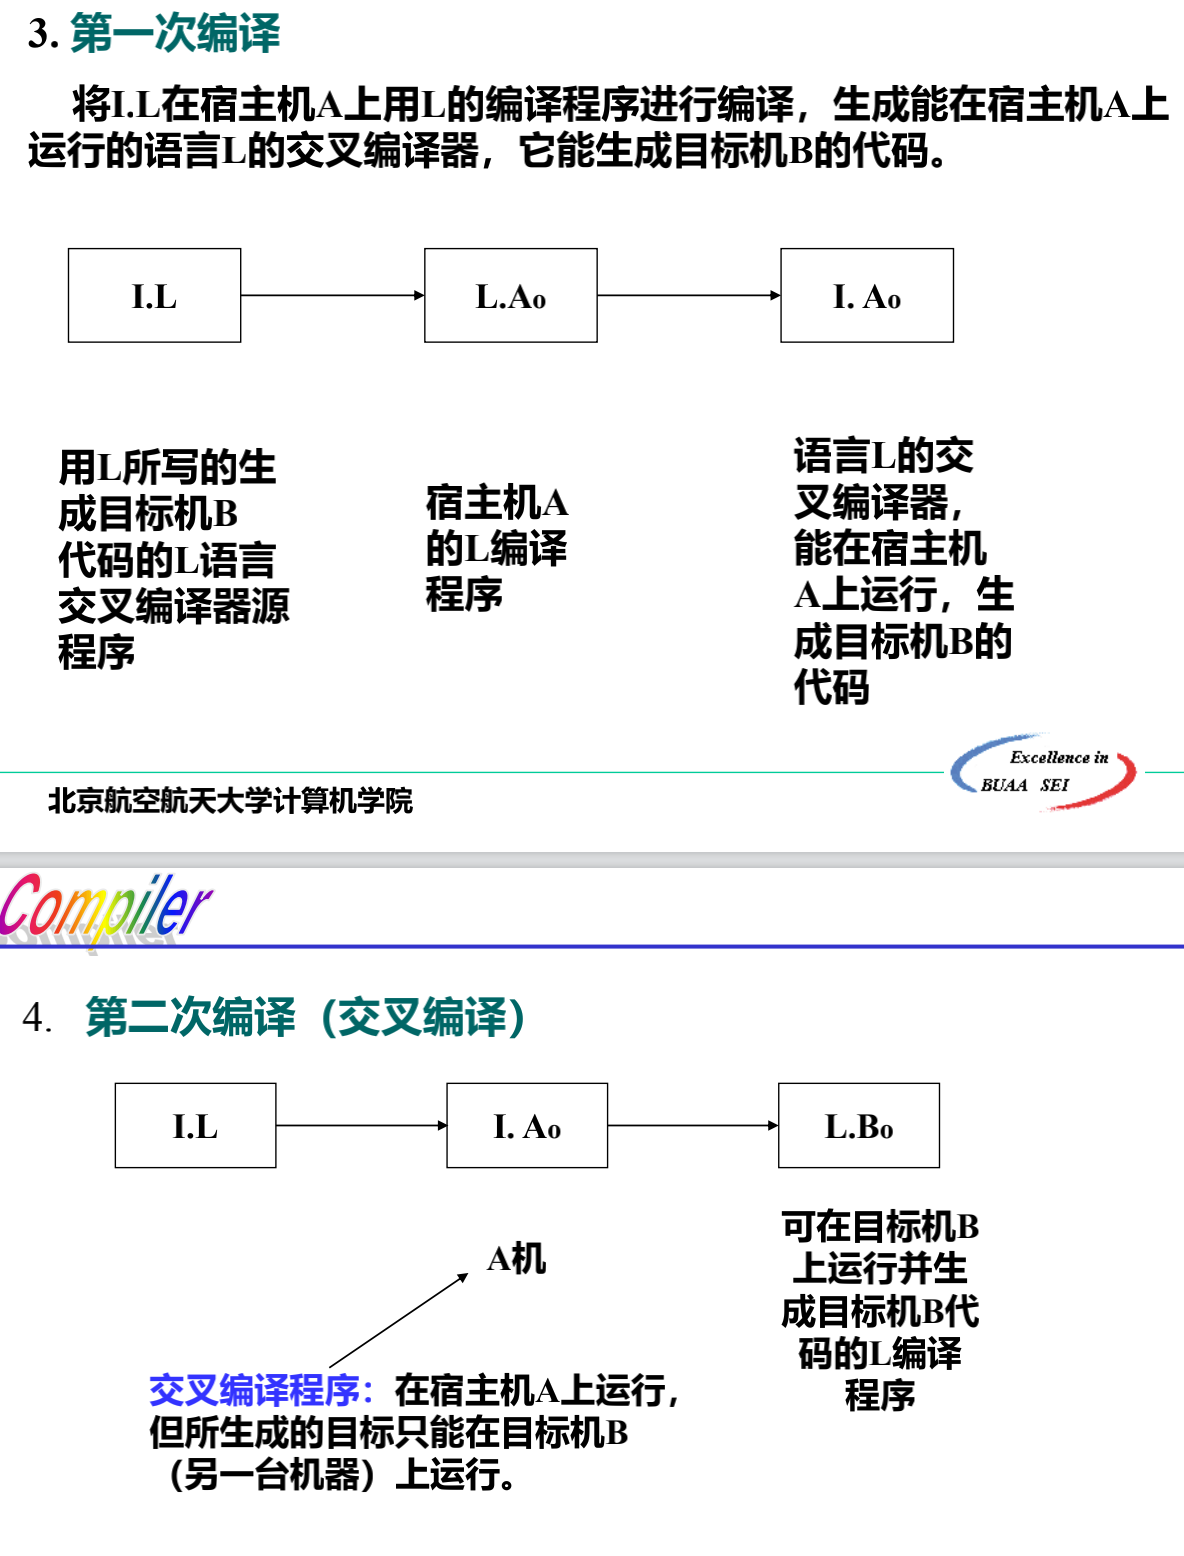 3. 第一次编译
将I.L在宿主机A上用L的编译程序进行编译，生成能在宿主机A上
运行的语言L的交叉编译器，它能生成目标机B的代码。
I.L
L.Ao
I. Ao
用L所写的生
成目标机B
代码的L语言
交叉编译器源
程序
宿主机A
的L编译
程序
语言L的交
叉编译器，
能在宿主机
A上运行，生
成目标机B的
代码
Excellence in
BUAA SEI
北京航空航天大学计算机学院
Compiler
4. 第二次编译（交叉编译）
I.L
I. Ao
L.Bo
A机
可在目标机B
上运行并生
成目标机B代
码的L编译
程序
交叉编译程序：在宿主机A上运行，
但所生成的目标只能在目标机B
（另一台机器）上运行。